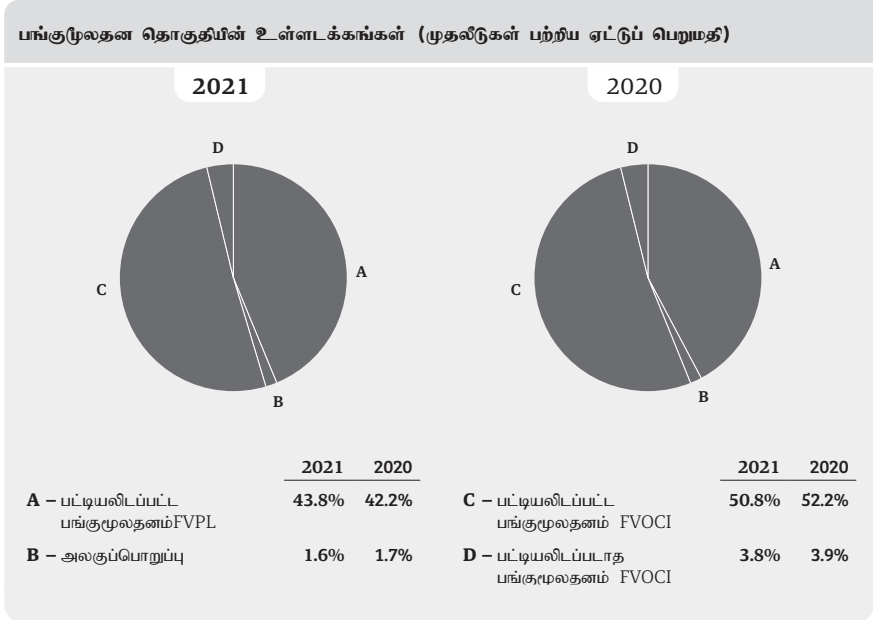 பங்குமூலதன தொகுதியின் உள்ளடக்கங்கள் (முதலீடுகள் பற்றிய ஏட்டுப் பெறுமதி)
2021
2020
D
A
C
B
D
A
C
B
2021 2020
A – பட்டியலிடப்பட்ட 43.8% 42.2%
பங்குமூலதனம்FVPL
B – அலகுப்பொறுப்பு 1.6% 1.7%
2021 2020
C – பட்டியலிடப்பட்ட 50.8% 52.2%
பங்குமூலதனம் FVOCI
D – பட்டியலிடப்படாத 3.8% 3.9%
பங்குமூலதனம் FVOCI